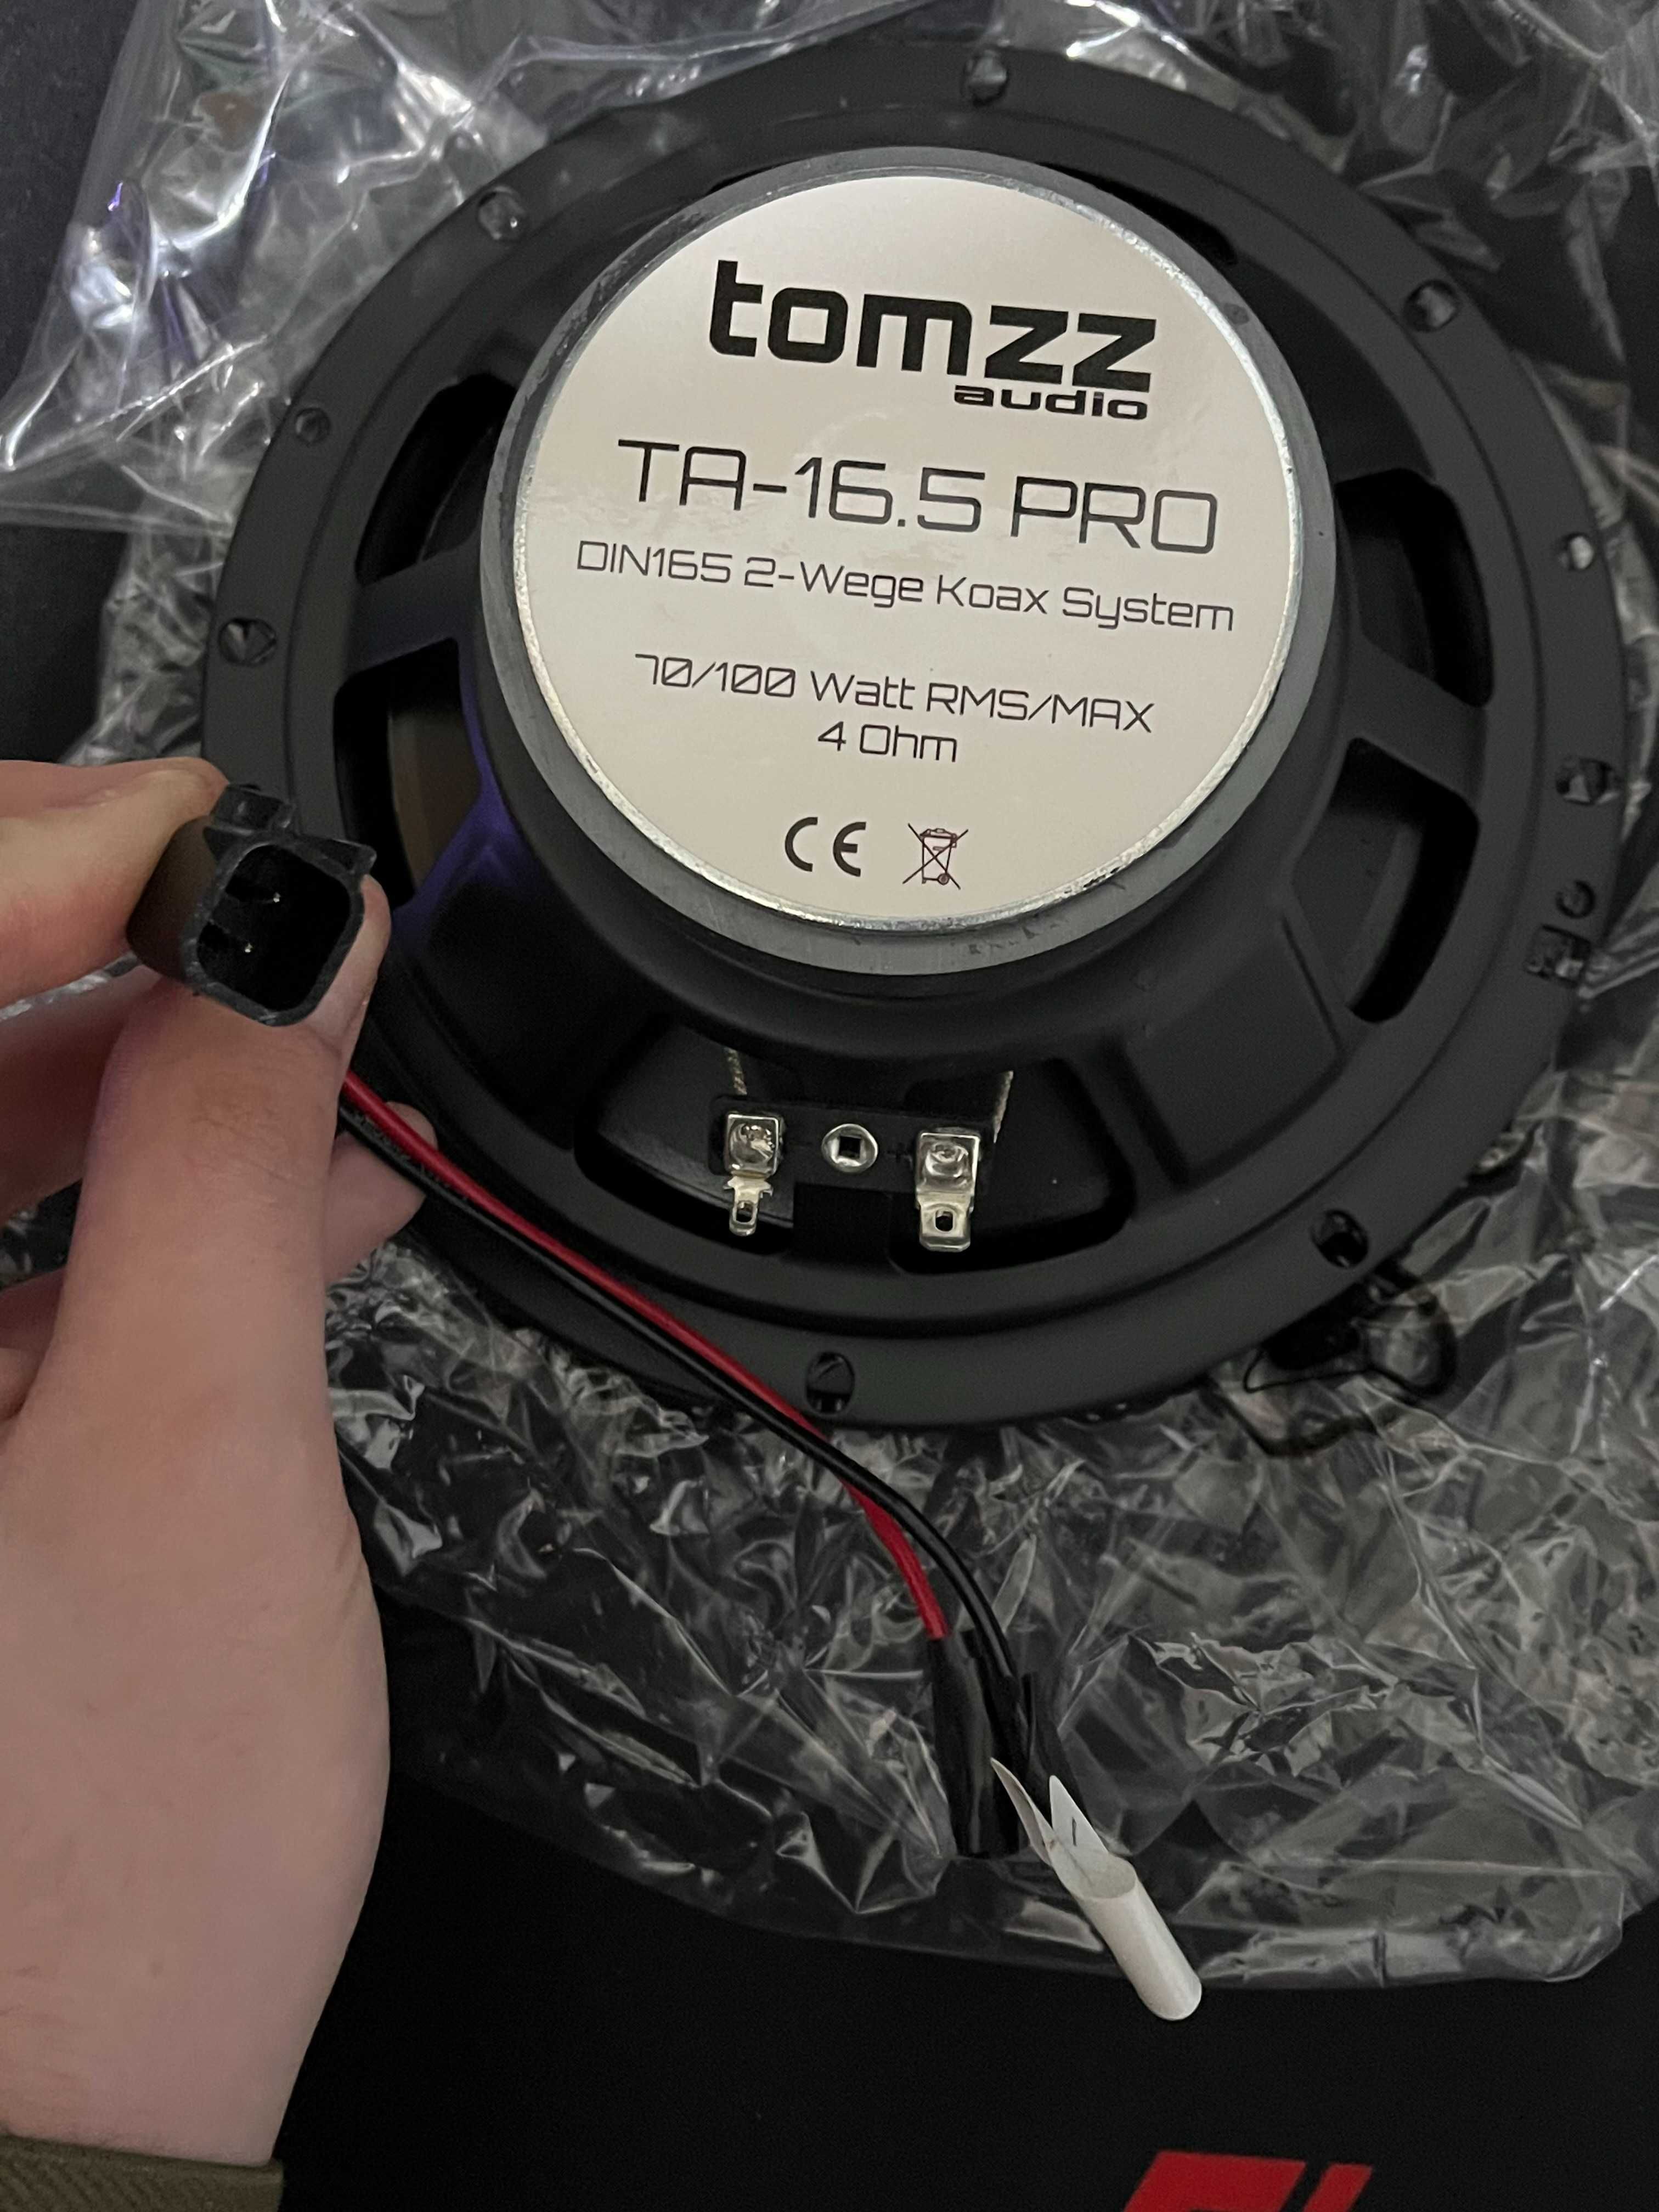 tomzz
audio
TA-16.5 PRO
DIN165 2-Wege Koax System
70/100 Watt RMS/MAX
4 Ohm
CE
- +